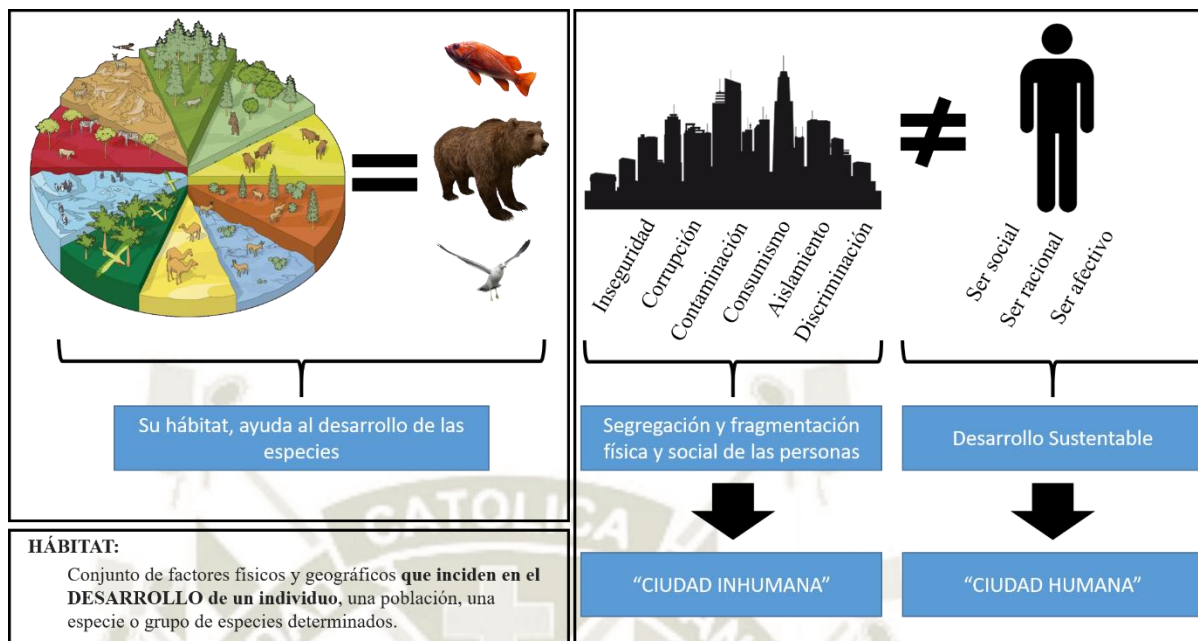 Inseguridad
Corrupción
Contaminación
Consumismo
Aislamiento
Discriminación
Ser social
Ser racional
Ser afectivo
Su hábitat, ayuda al desarrollo de las
especies
Segregación y fragmentación
física y social de las personas
Desarrollo Sustentable
“CIUDAD INHUMANA”
“CIUDAD HUMANA”
HÁBITAT:
Conjunto de factores físicos y geográficos que inciden en el
DESARROLLO de un individuo, una población, una
especie o grupo de especies determinados.
CATOLICA